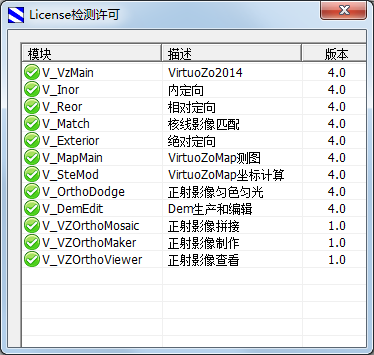 License检测许可
模块 描述 版本
V_VzMain VirtuoZo2014 4.0
V_Inor 内定向 4.0
V_Reor 相对定向 4.0
V_Match 核线影像匹配 4.0
V_Exterior 绝对定向 4.0
V_MapMain VirtuoZoMap测图 4.0
V_SteMod VirtuoZoMap坐标计算 4.0
V_OrthoDodge 正射影像匀色匀光 4.0
V_DemEdit Dem生产和编辑 4.0
V_VZOrthoMosaic 正射影像拼接 1.0
V_VZOrthoMaker 正射影像制作 1.0
V_VZOrthoViewer 正射影像查看 1.0